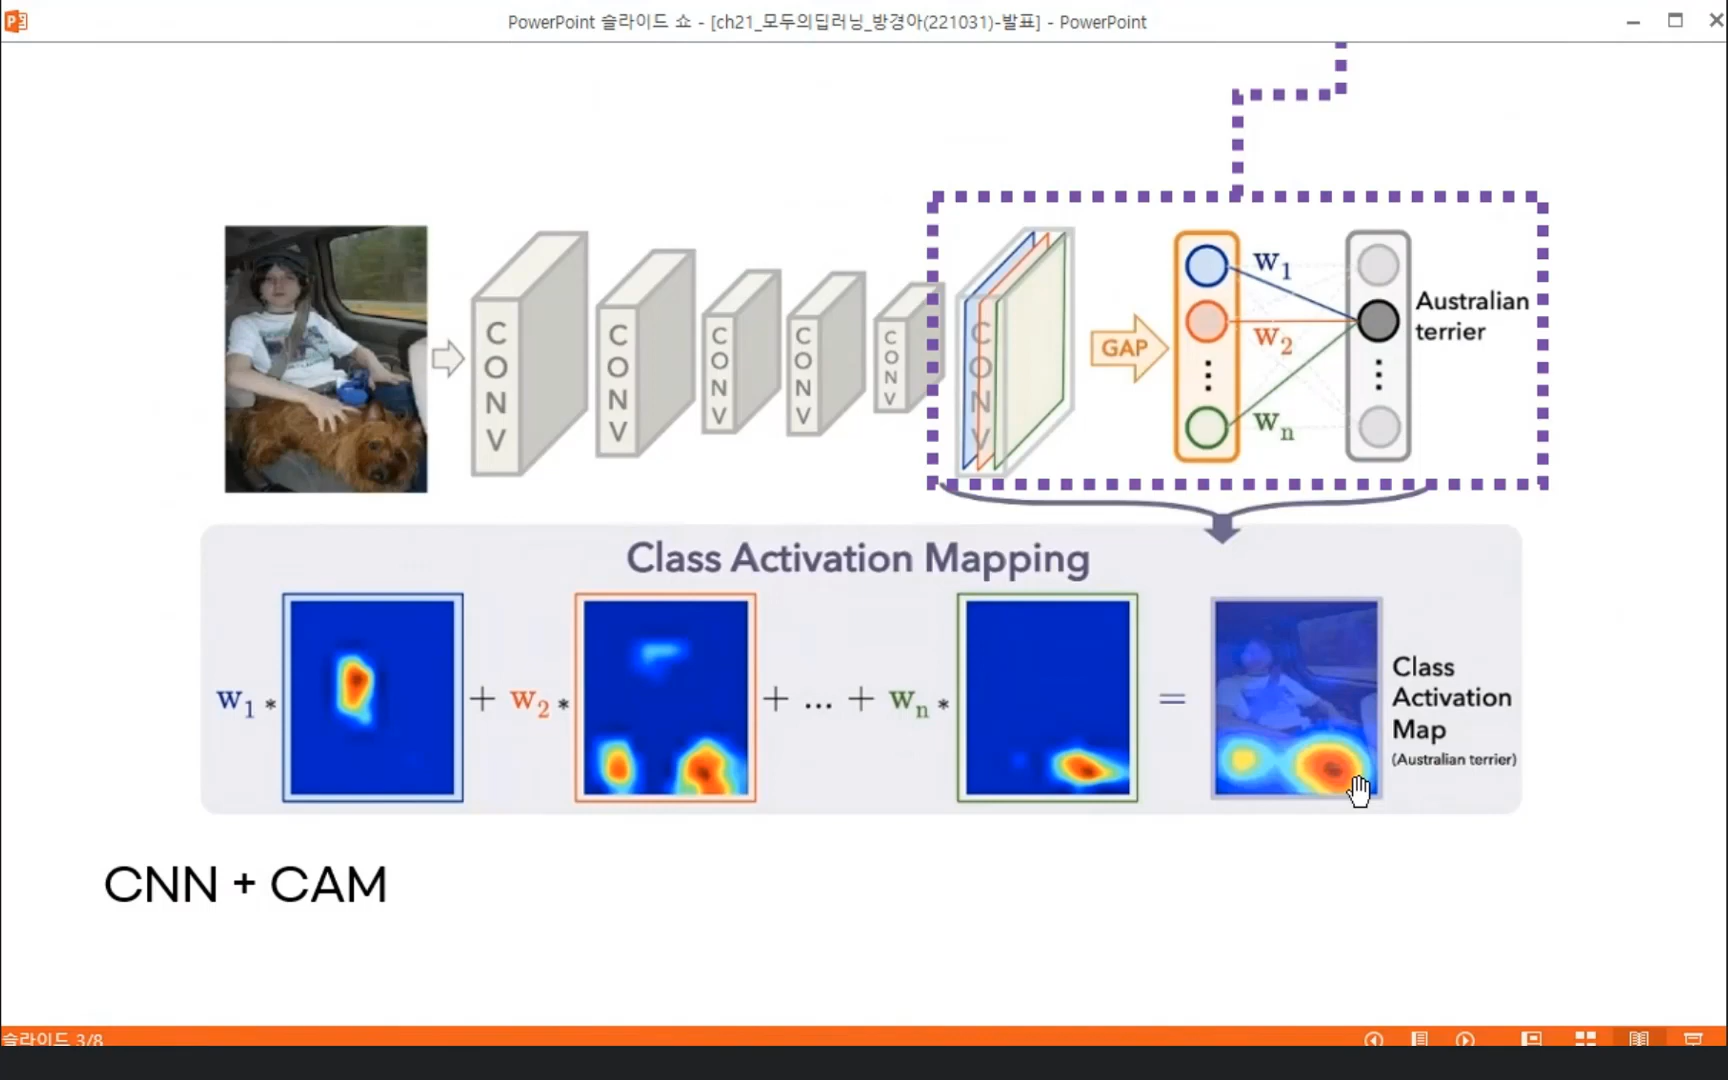 PowerPoint 슬라이드 쇼 - [ch21_모두의딥러닝_방경아(221031)-발표] - PowerPoint
CONV
CONV
CONV
CONV
CONV
CONV
GAP
w1
w2
wn
Australian
terrier
Class Activation Mapping
w1 *
+ w2 *
+ ... + wn *
=
Class
Activation
Map
(Australian terrier)
CNN + CAM
슬라이드 3/8